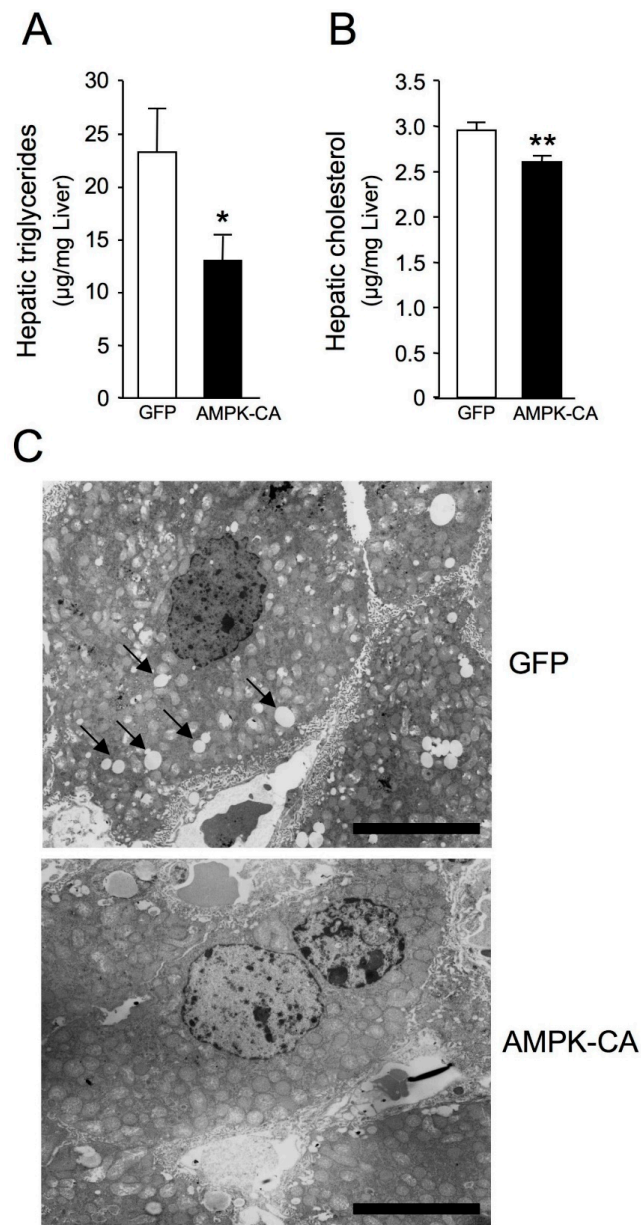 A
Hepatic triglycerides
(µg/mg Liver)
30
25
20
15
10
5
0
*
GFP AMPK-CA
B
Hepatic cholesterol
(µg/mg Liver)
3.5
3.0
2.5
2.0
1.5
1.0
0.5
0.0
**
GFP AMPK-CA
C
GFP
AMPK-CA